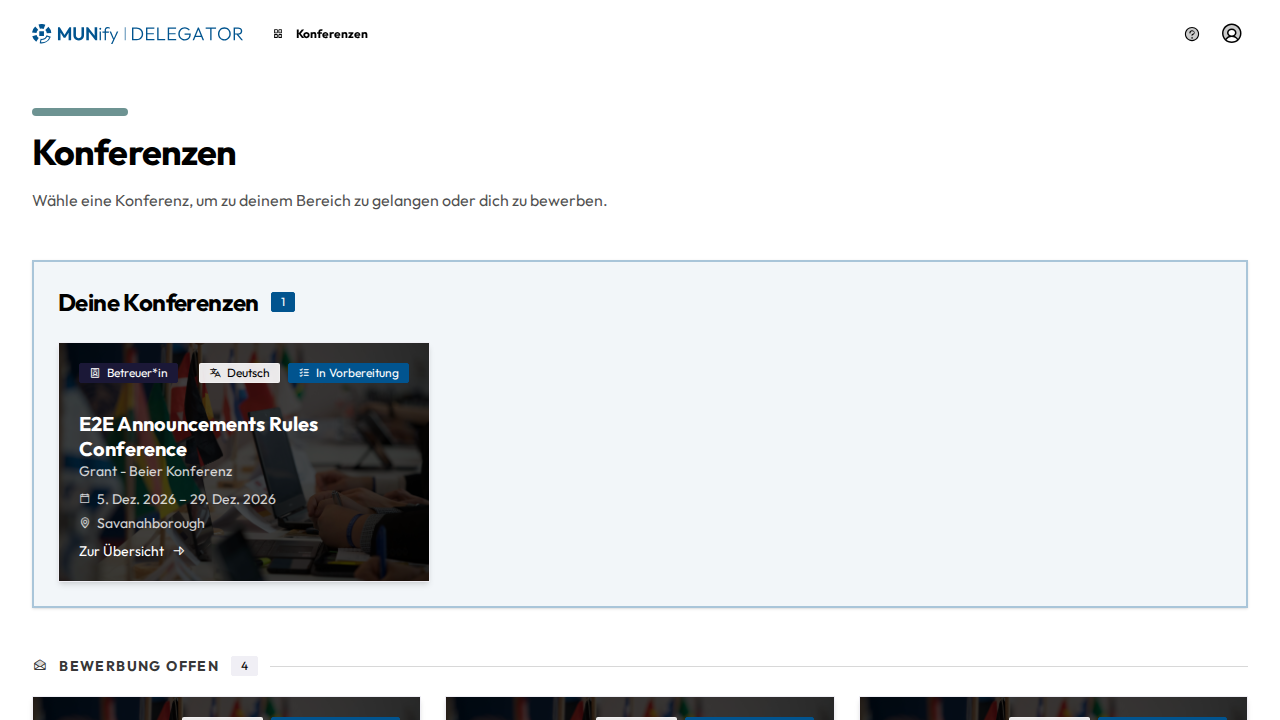 MUNify | DELEGATOR
Konferenzen
Konferenzen
Wähle eine Konferenz, um zu deinem Bereich zu gelangen oder dich zu bewerben.
Deine Konferenzen 1
Betreuer*in Deutsch In Vorbereitung
E2E Announcements Rules
Conference
Grant - Beier Konferenz
5. Dez. 2026 – 29. Dez. 2026
Savanahborough
Zur Übersicht
BEWERBUNG OFFEN 4